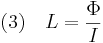 (3) L = Φ/I